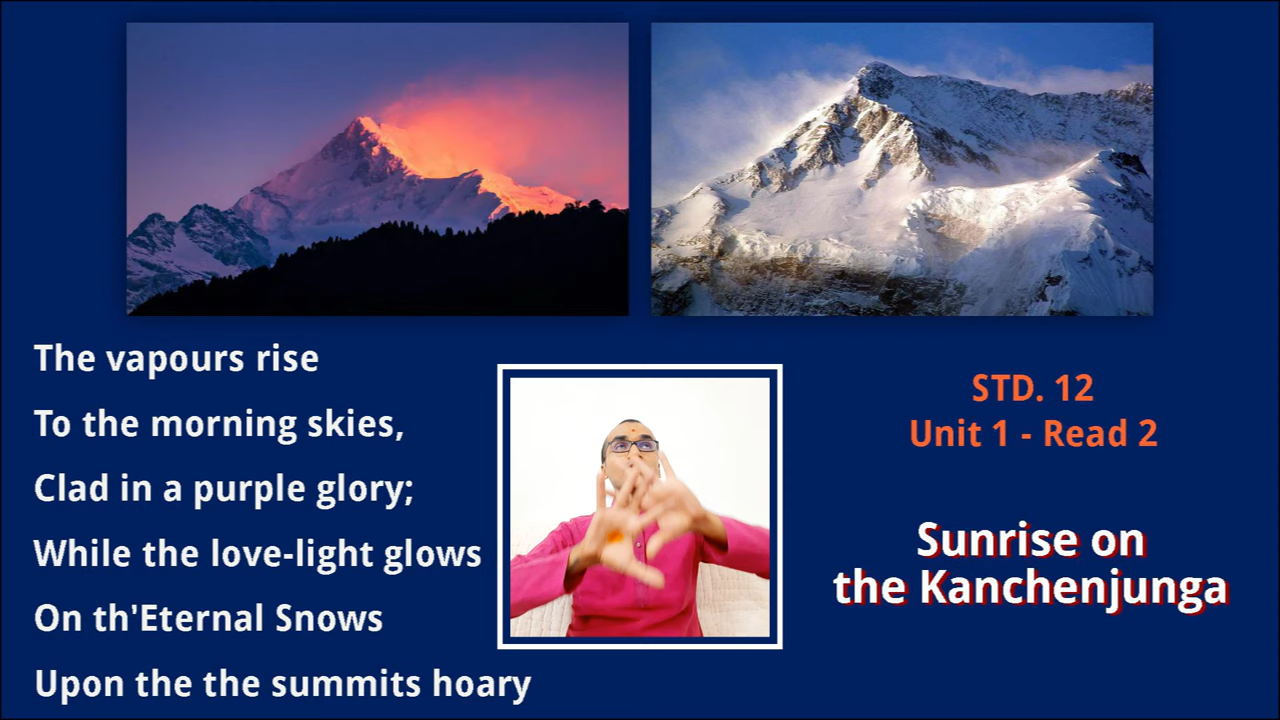 The vapours rise
To the morning skies,
Clad in a purple glory;
While the love-light glows
On th'Eternal Snows
Upon the the summits hoary
STD. 12
Unit 1 - Read 2
Sunrise on
the Kanchenjunga